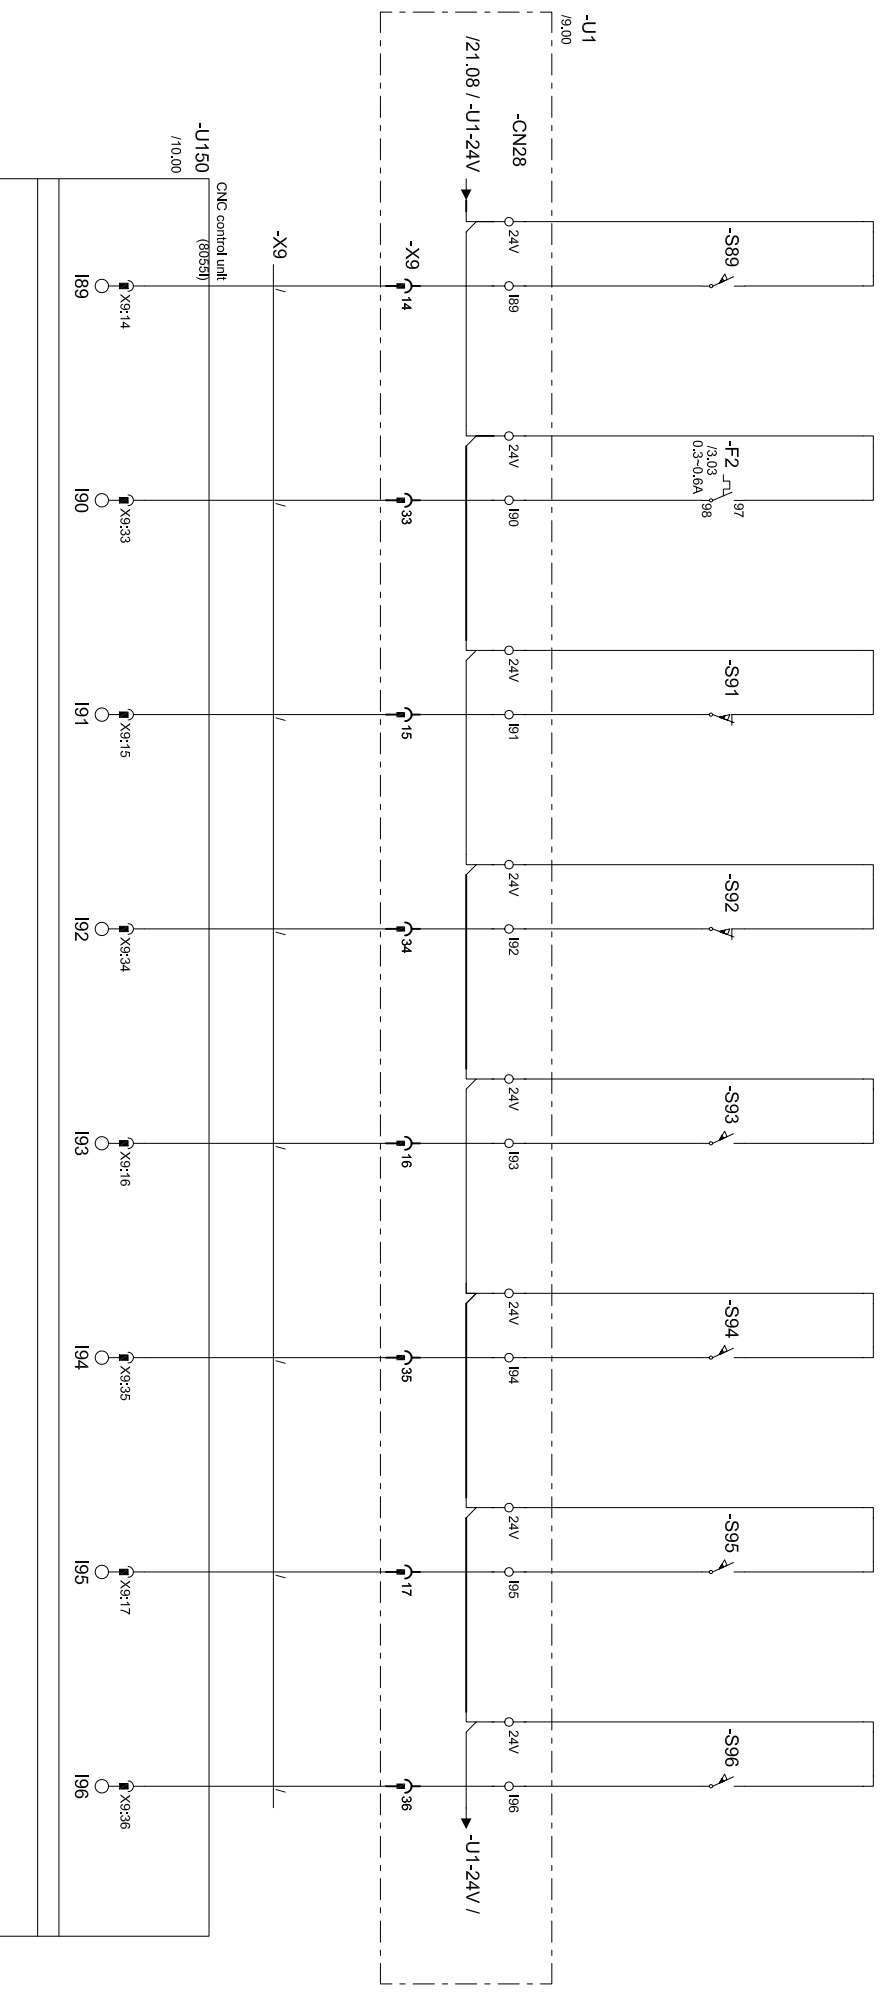 -U1
/9.00
-CN28
/21.08 / -U1-24V
-U1-24V /
-S89
-F2
/3.03
0.3~0.6A
97
98
-S91
-S92
-S93
-S94
-S95
-S96
24V
I89
24V
I90
24V
I91
24V
I92
24V
I93
24V
I94
24V
I95
24V
I96
-X9
14
33
15
34
16
35
17
36
-X9
/
/
/
/
/
/
/
/
-U150
/10.00
CNC control unit
(8055I)
X9:14
X9:33
X9:15
X9:34
X9:16
X9:35
X9:17
X9:36
I89
I90
I91
I92
I93
I94
I95
I96